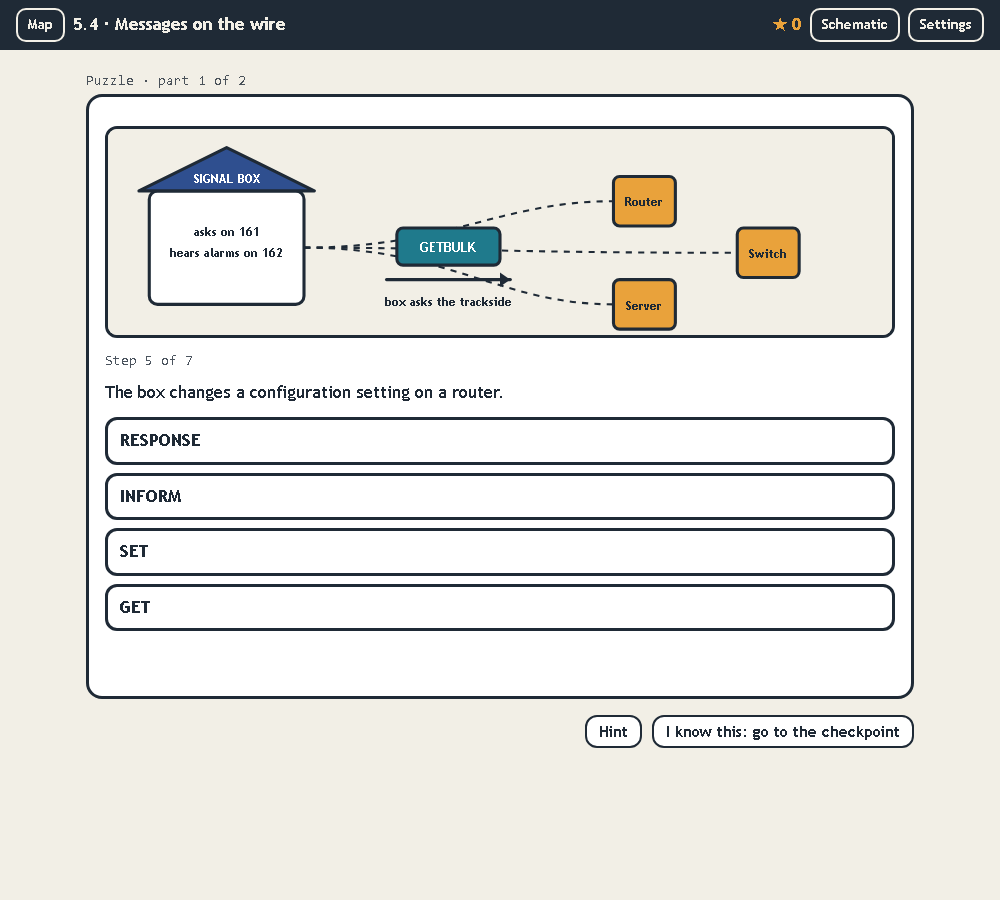 Map
5.4 · Messages on the wire
★ 0
Schematic
Settings
Puzzle · part 1 of 2
SIGNAL BOX
asks on 161
hears alarms on 162
GETBULK
box asks the trackside
Router
Switch
Server
Step 5 of 7
The box changes a configuration setting on a router.
RESPONSE
INFORM
SET
GET
Hint
I know this: go to the checkpoint